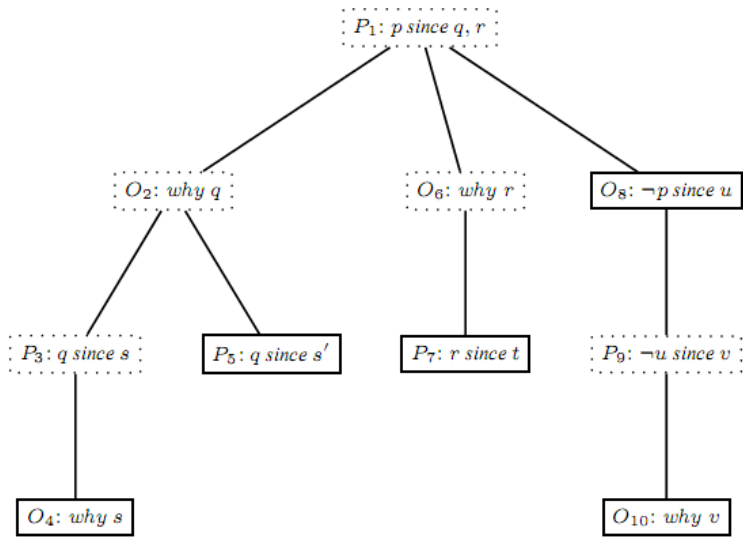 P₁: p since q, r
O₂: why q
O₆: why r
O₈: ¬p since u
P₃: q since s
P₅: q since s′
P₇: r since t
P₉: ¬u since v
O₄: why s
O₁₀: why v